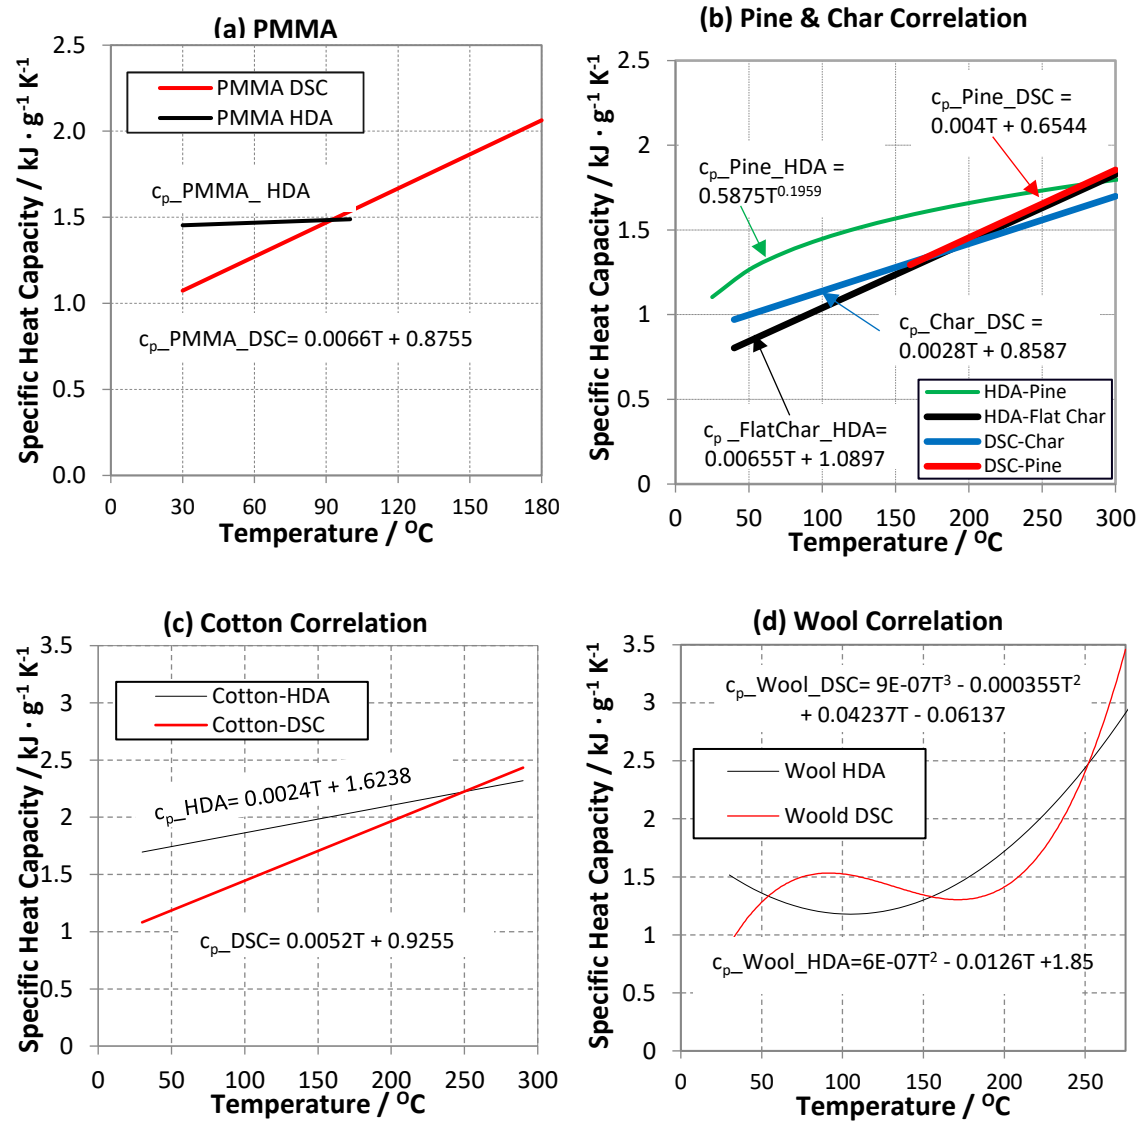 (a) PMMA
Specific Heat Capacity / kJ · g⁻¹ K⁻¹
2.5
2.0
1.5
1.0
0.5
0.0
PMMA DSC
PMMA HDA
cₚ_PMMA_ HDA
cₚ_PMMA_DSC= 0.0066T + 0.8755
0 30 60 90 120 150 180
Temperature / ᴼC
(b) Pine & Char Correlation
Specific Heat Capacity / kJ · g⁻¹ K⁻¹
2.5
2
1.5
1
0.5
0
cₚ_Pine_DSC =
0.004T + 0.6544
cₚ_Pine_HDA =
0.5875T⁰·¹⁹⁵⁹
cₚ_Char_DSC =
0.0028T + 0.8587
cₚ _FlatChar_HDA=
0.00655T + 1.0897
HDA-Pine
HDA-Flat Char
DSC-Char
DSC-Pine
0 50 100 150 200 250 300
Temperature / ᴼC
(c) Cotton Correlation
Specific Heat Capacity / kJ · g⁻¹ K⁻¹
3.5
3
2.5
2
1.5
1
0.5
0
Cotton-HDA
Cotton-DSC
cₚ_HDA= 0.0024T + 1.6238
cₚ_DSC= 0.0052T + 0.9255
0 50 100 150 200 250 300
Temperature / ᴼC
(d) Wool Correlation
Specific Heat Capacity / kJ · g⁻¹ K⁻¹
3.5
3
2.5
2
1.5
1
0.5
0
cₚ_Wool_DSC= 9E-07T³ - 0.000355T²
+ 0.04237T - 0.06137
Wool HDA
Woold DSC
cₚ_Wool_HDA=6E-07T² - 0.0126T +1.85
0 50 100 150 200 250
Temperature / ᴼC